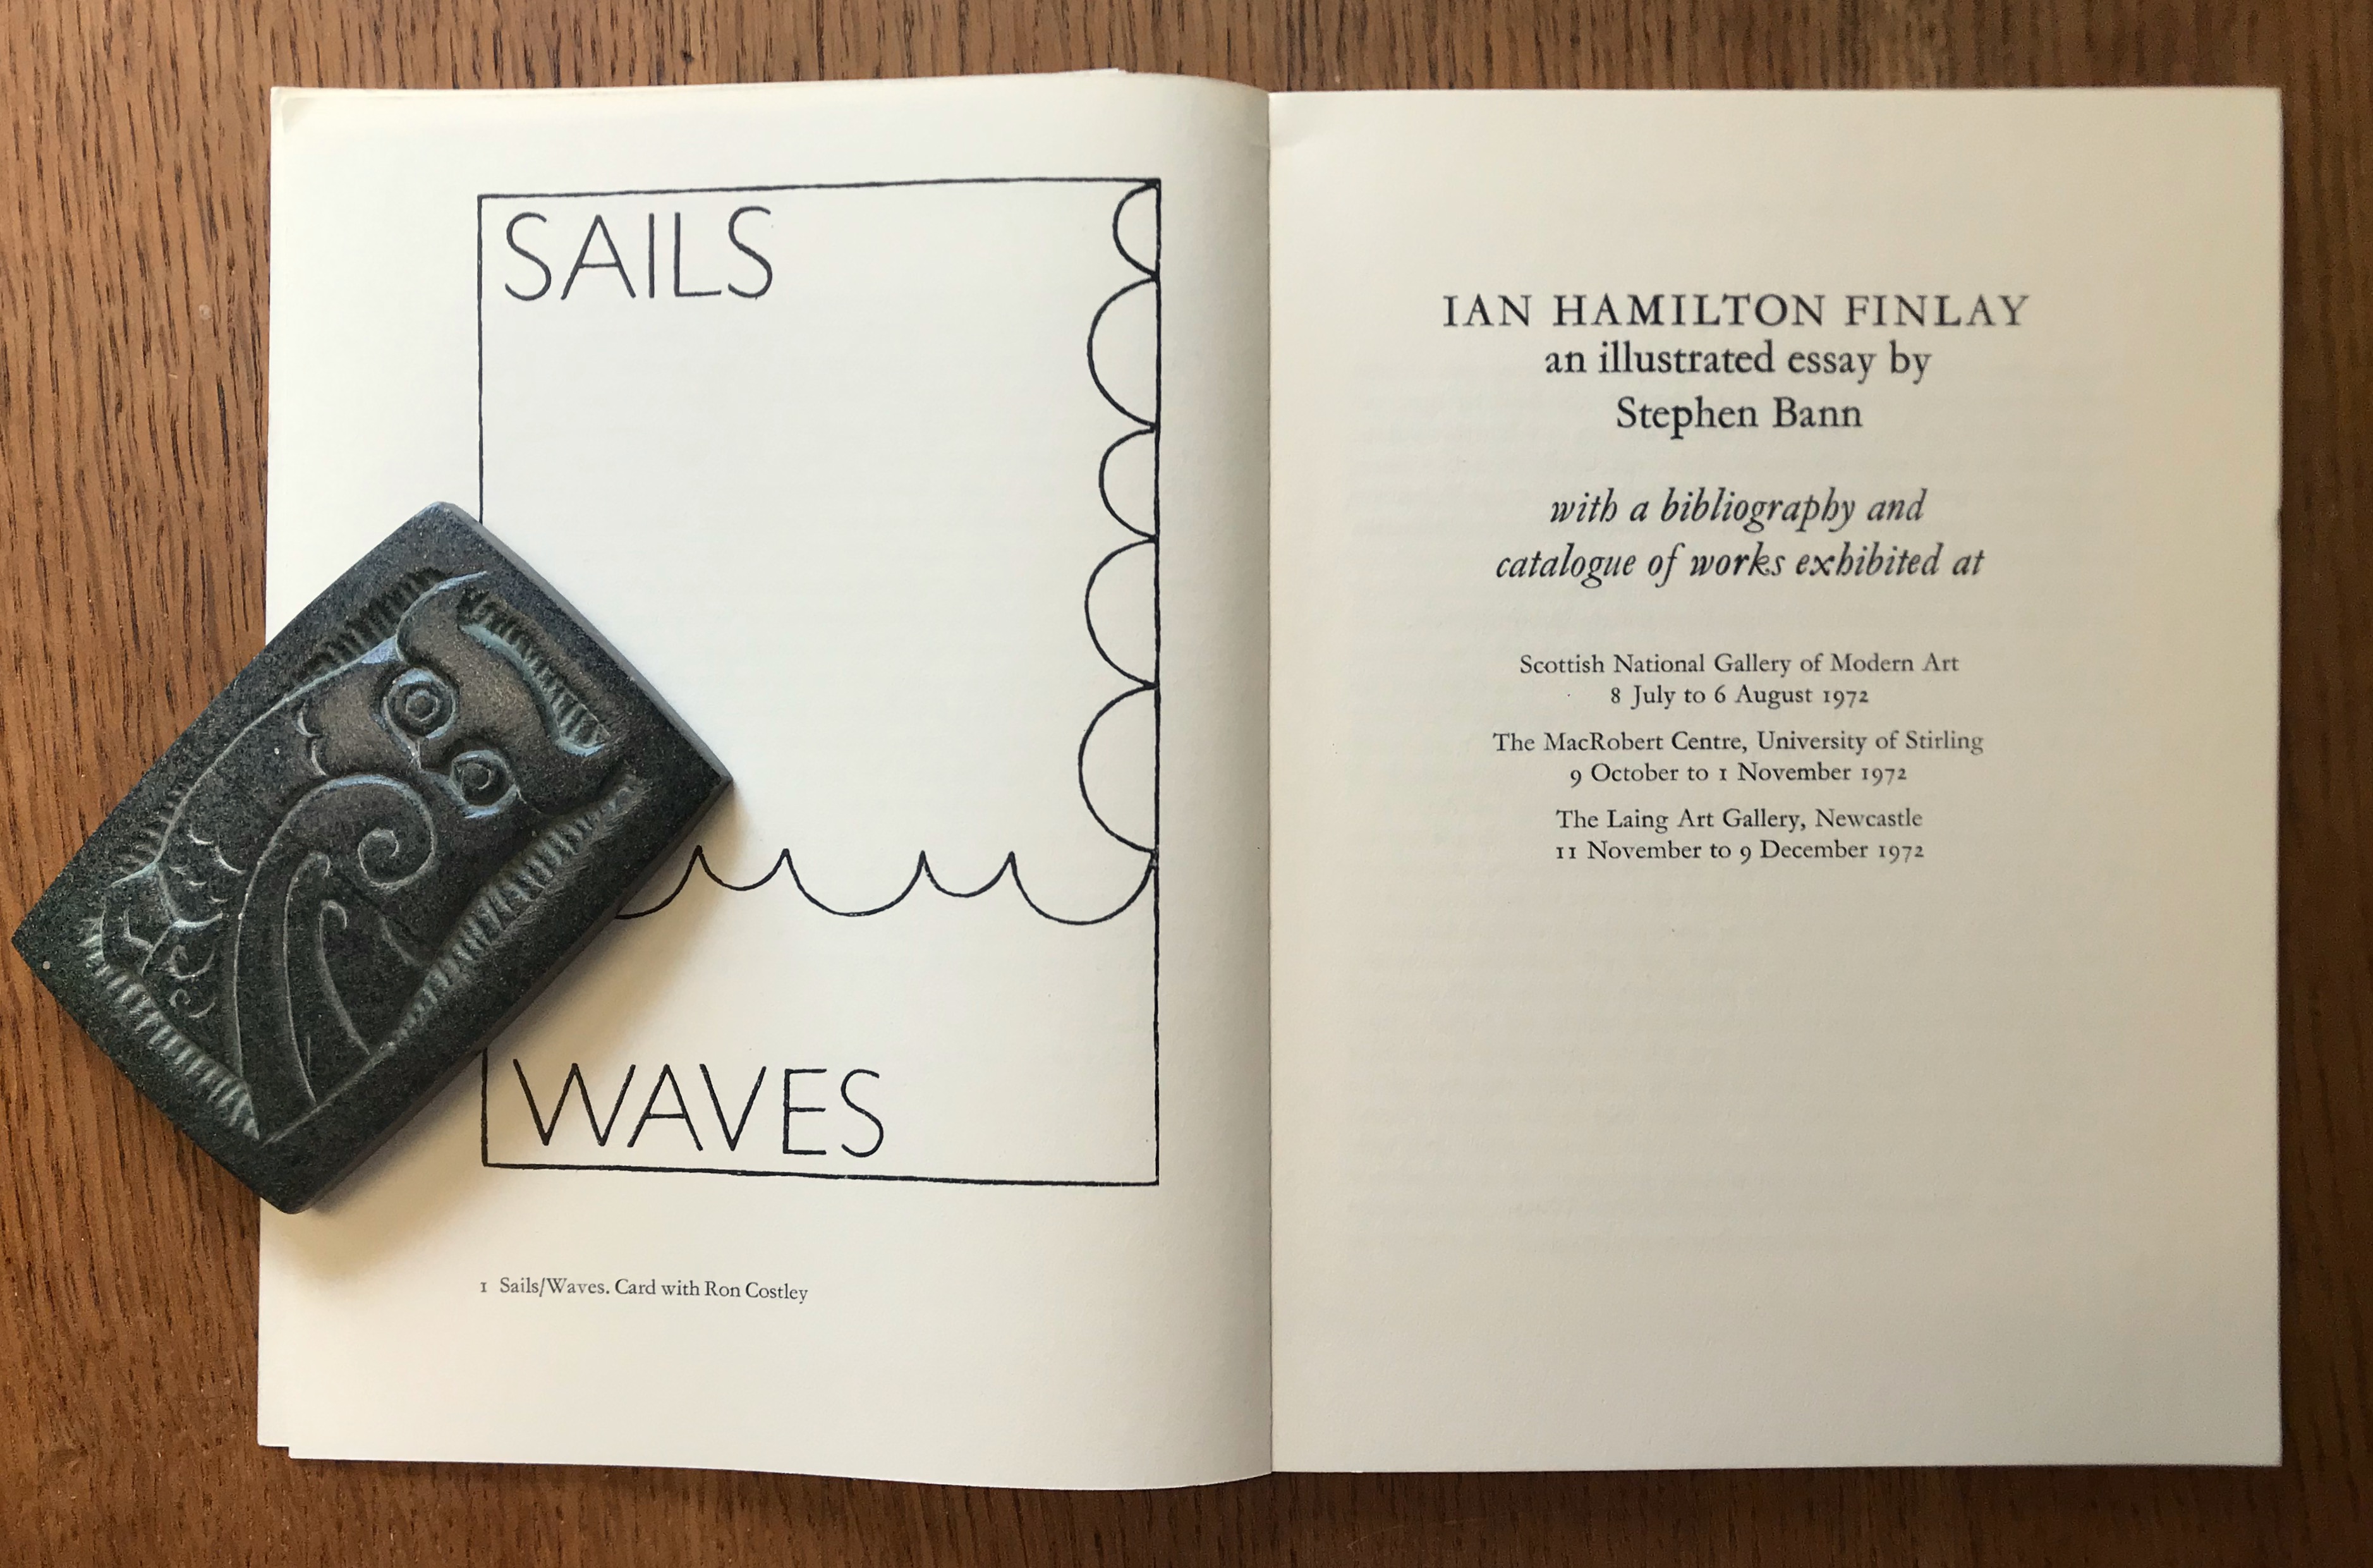 SAILS
WAVES
1 Sails/Waves. Card with Ron Costley
IAN HAMILTON FINLAY
an illustrated essay by
Stephen Bann
with a bibliography and
catalogue of works exhibited at
Scottish National Gallery of Modern Art
8 July to 6 August 1972
The MacRobert Centre, University of Stirling
9 October to 1 November 1972
The Laing Art Gallery, Newcastle
11 November to 9 December 1972